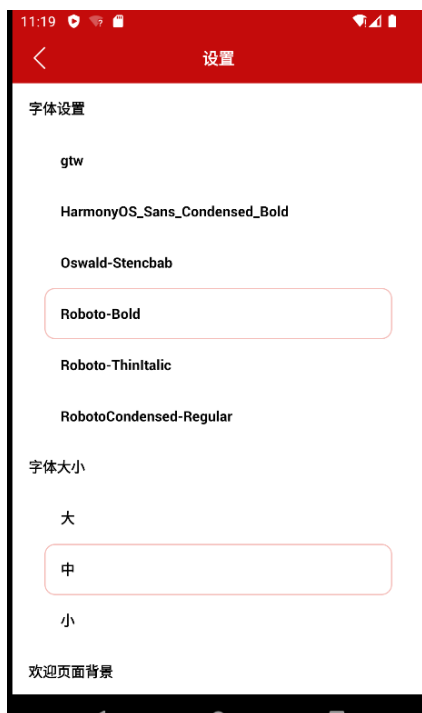 11:19
设置
字体设置
gtw
HarmonyOS_Sans_Condensed_Bold
Oswald-Stencbab
Roboto-Bold
Roboto-ThinItalic
RobotoCondensed-Regular
字体大小
大
中
小
欢迎页面背景